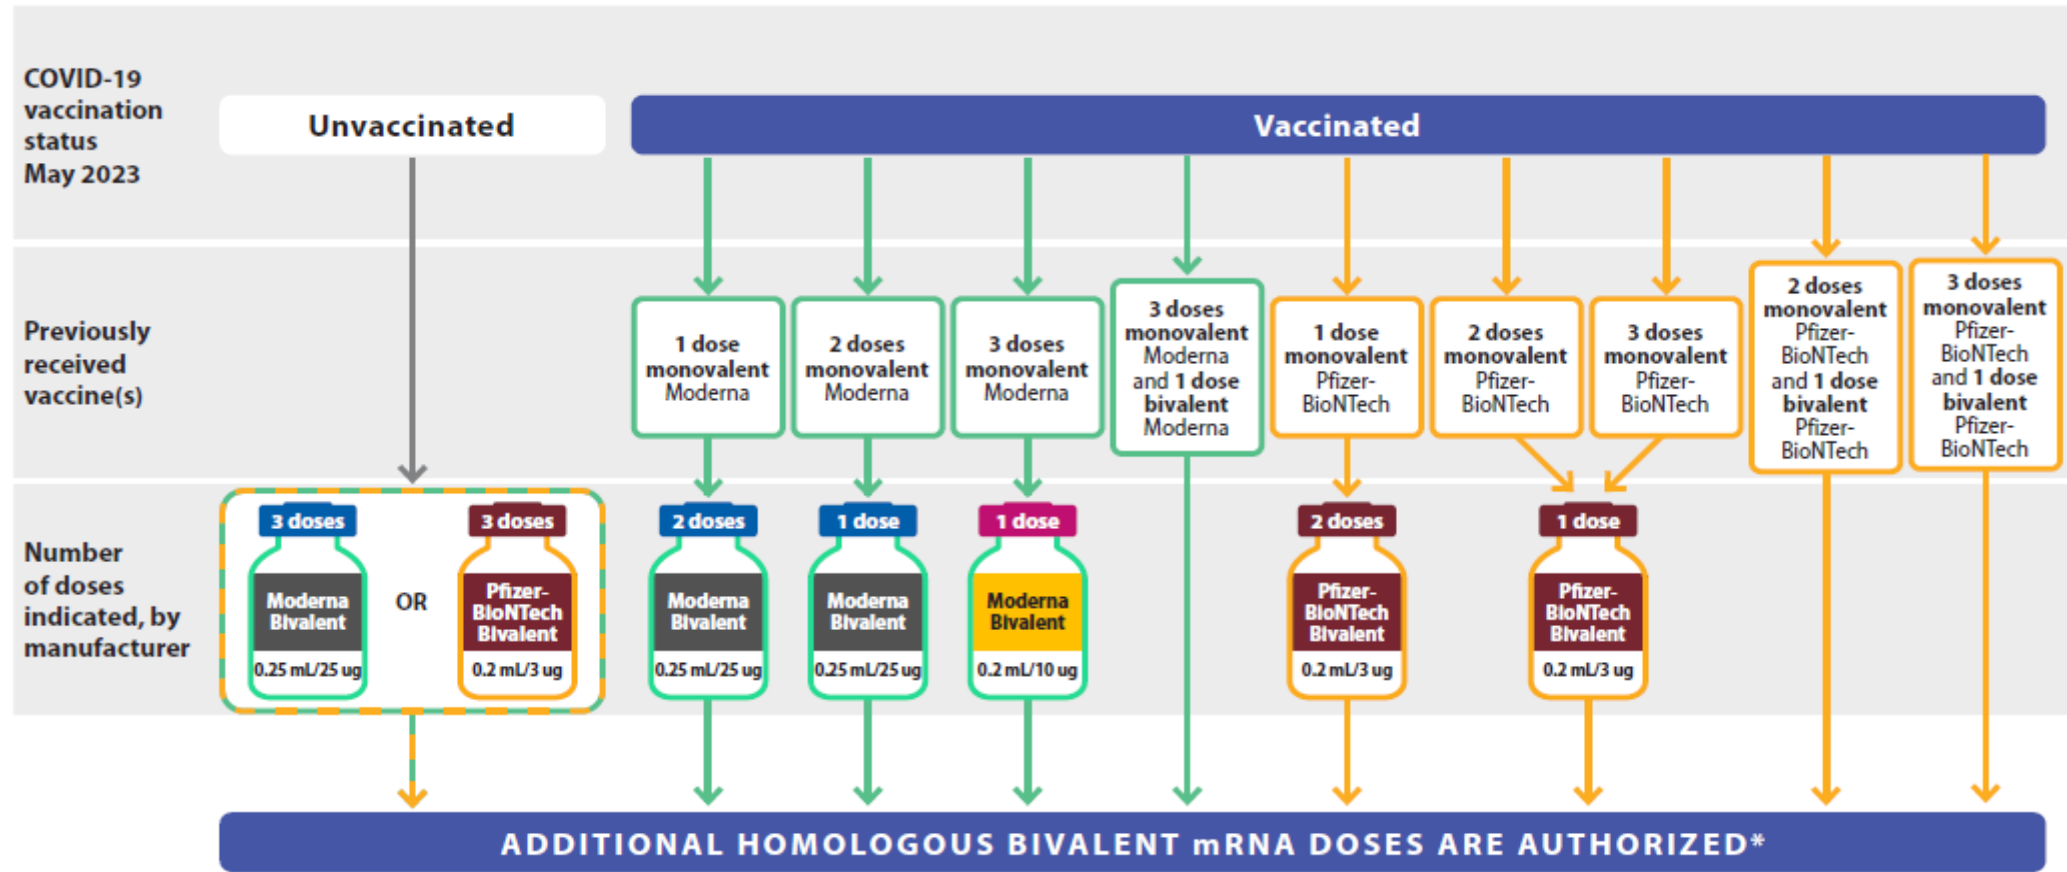 COVID-19
vaccination
status
May 2023
Unvaccinated
Vaccinated
Previously
received
vaccine(s)
1 dose
monovalent
Moderna
2 doses
monovalent
Moderna
3 doses
monovalent
Moderna
3 doses
monovalent
Moderna
and 1 dose
bivalent
Moderna
1 dose
monovalent
Pfizer-
BioNTech
2 doses
monovalent
Pfizer-
BioNTech
3 doses
monovalent
Pfizer-
BioNTech
2 doses
monovalent
Pfizer-
BioNTech
and 1 dose
bivalent
Pfizer-
BioNTech
3 doses
monovalent
Pfizer-
BioNTech
and 1 dose
bivalent
Pfizer-
BioNTech
Number
of doses
indicated, by
manufacturer
3 doses
Moderna
Bivalent
0.25 mL/25 ug
OR
3 doses
Pfizer-
BioNTech
Bivalent
0.2 mL/3 ug
2 doses
Moderna
Bivalent
0.25 mL/25 ug
1 dose
Moderna
Bivalent
0.25 mL/25 ug
1 dose
Moderna
Bivalent
0.2 mL/10 ug
2 doses
Pfizer-
BioNTech
Bivalent
0.2 mL/3 ug
1 dose
Pfizer-
BioNTech
Bivalent
0.2 mL/3 ug
ADDITIONAL HOMOLOGOUS BIVALENT mRNA DOSES ARE AUTHORIZED*